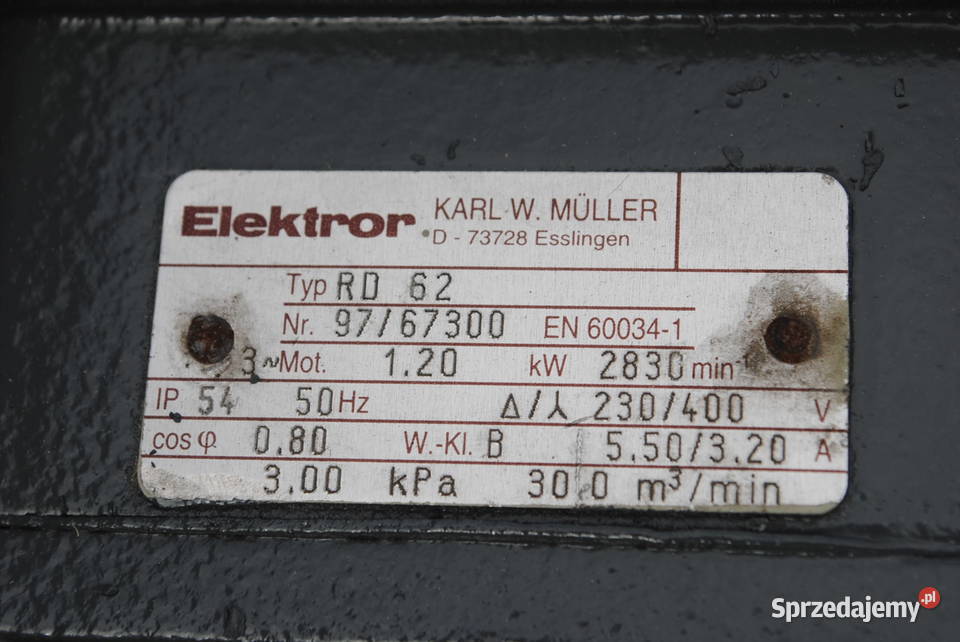 Elektror KARL W. MÜLLER
D - 73728 Esslingen
Typ RD 62
Nr. 97/67300 EN 60034-1
3~Mot. 1.20 kW 2830 min⁻¹
IP 54 50Hz Δ/⅄ 230/400 V
cos φ 0.80 W.-Kl. B 5.50/3.20 A
3.00 kPa 30.0 m³/min
Sprzedajemy.pl